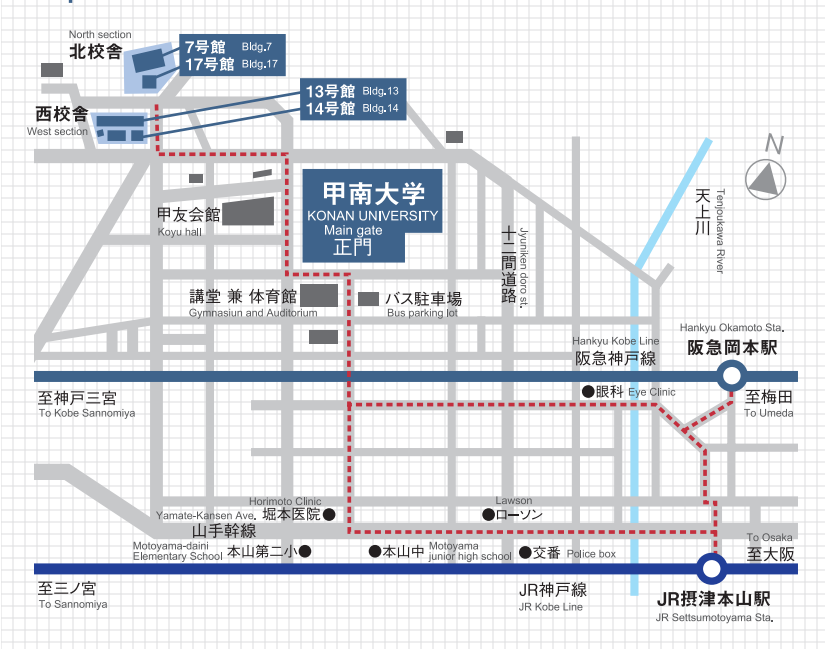 North section
北校舎
7号館 Bldg.7
17号館 Bldg.17
13号館 Bldg.13
14号館 Bldg.14
西校舎
West section
N
甲南大学
KONAN UNIVERSITY
Main gate
正門
甲友会館
Koyu hall
十二間道路
Jyuniken doro st.
天上川
Tenjoukawa River
講堂 兼 体育館
Gymnasiun and Auditorium
バス駐車場
Bus parking lot
Hankyu Kobe Line
阪急神戸線
Hankyu Okamoto Sta.
阪急岡本駅
至神戸三宮
To Kobe Sannomiya
●眼科 Eye Clinic
至梅田
To Umeda
Horimoto Clinic
Yamate-Kansen Ave. 堀本医院●
山手幹線
Lawson
●ローソン
Motoyama-daini
Elementary School 本山第二小●
●本山中 Motoyama
junior high school
●交番 Police box
To Osaka
至大阪
至三ノ宮
To Sannomiya
JR神戸線
JR Kobe Line
JR摂津本山駅
JR Settsumotoyama Sta.